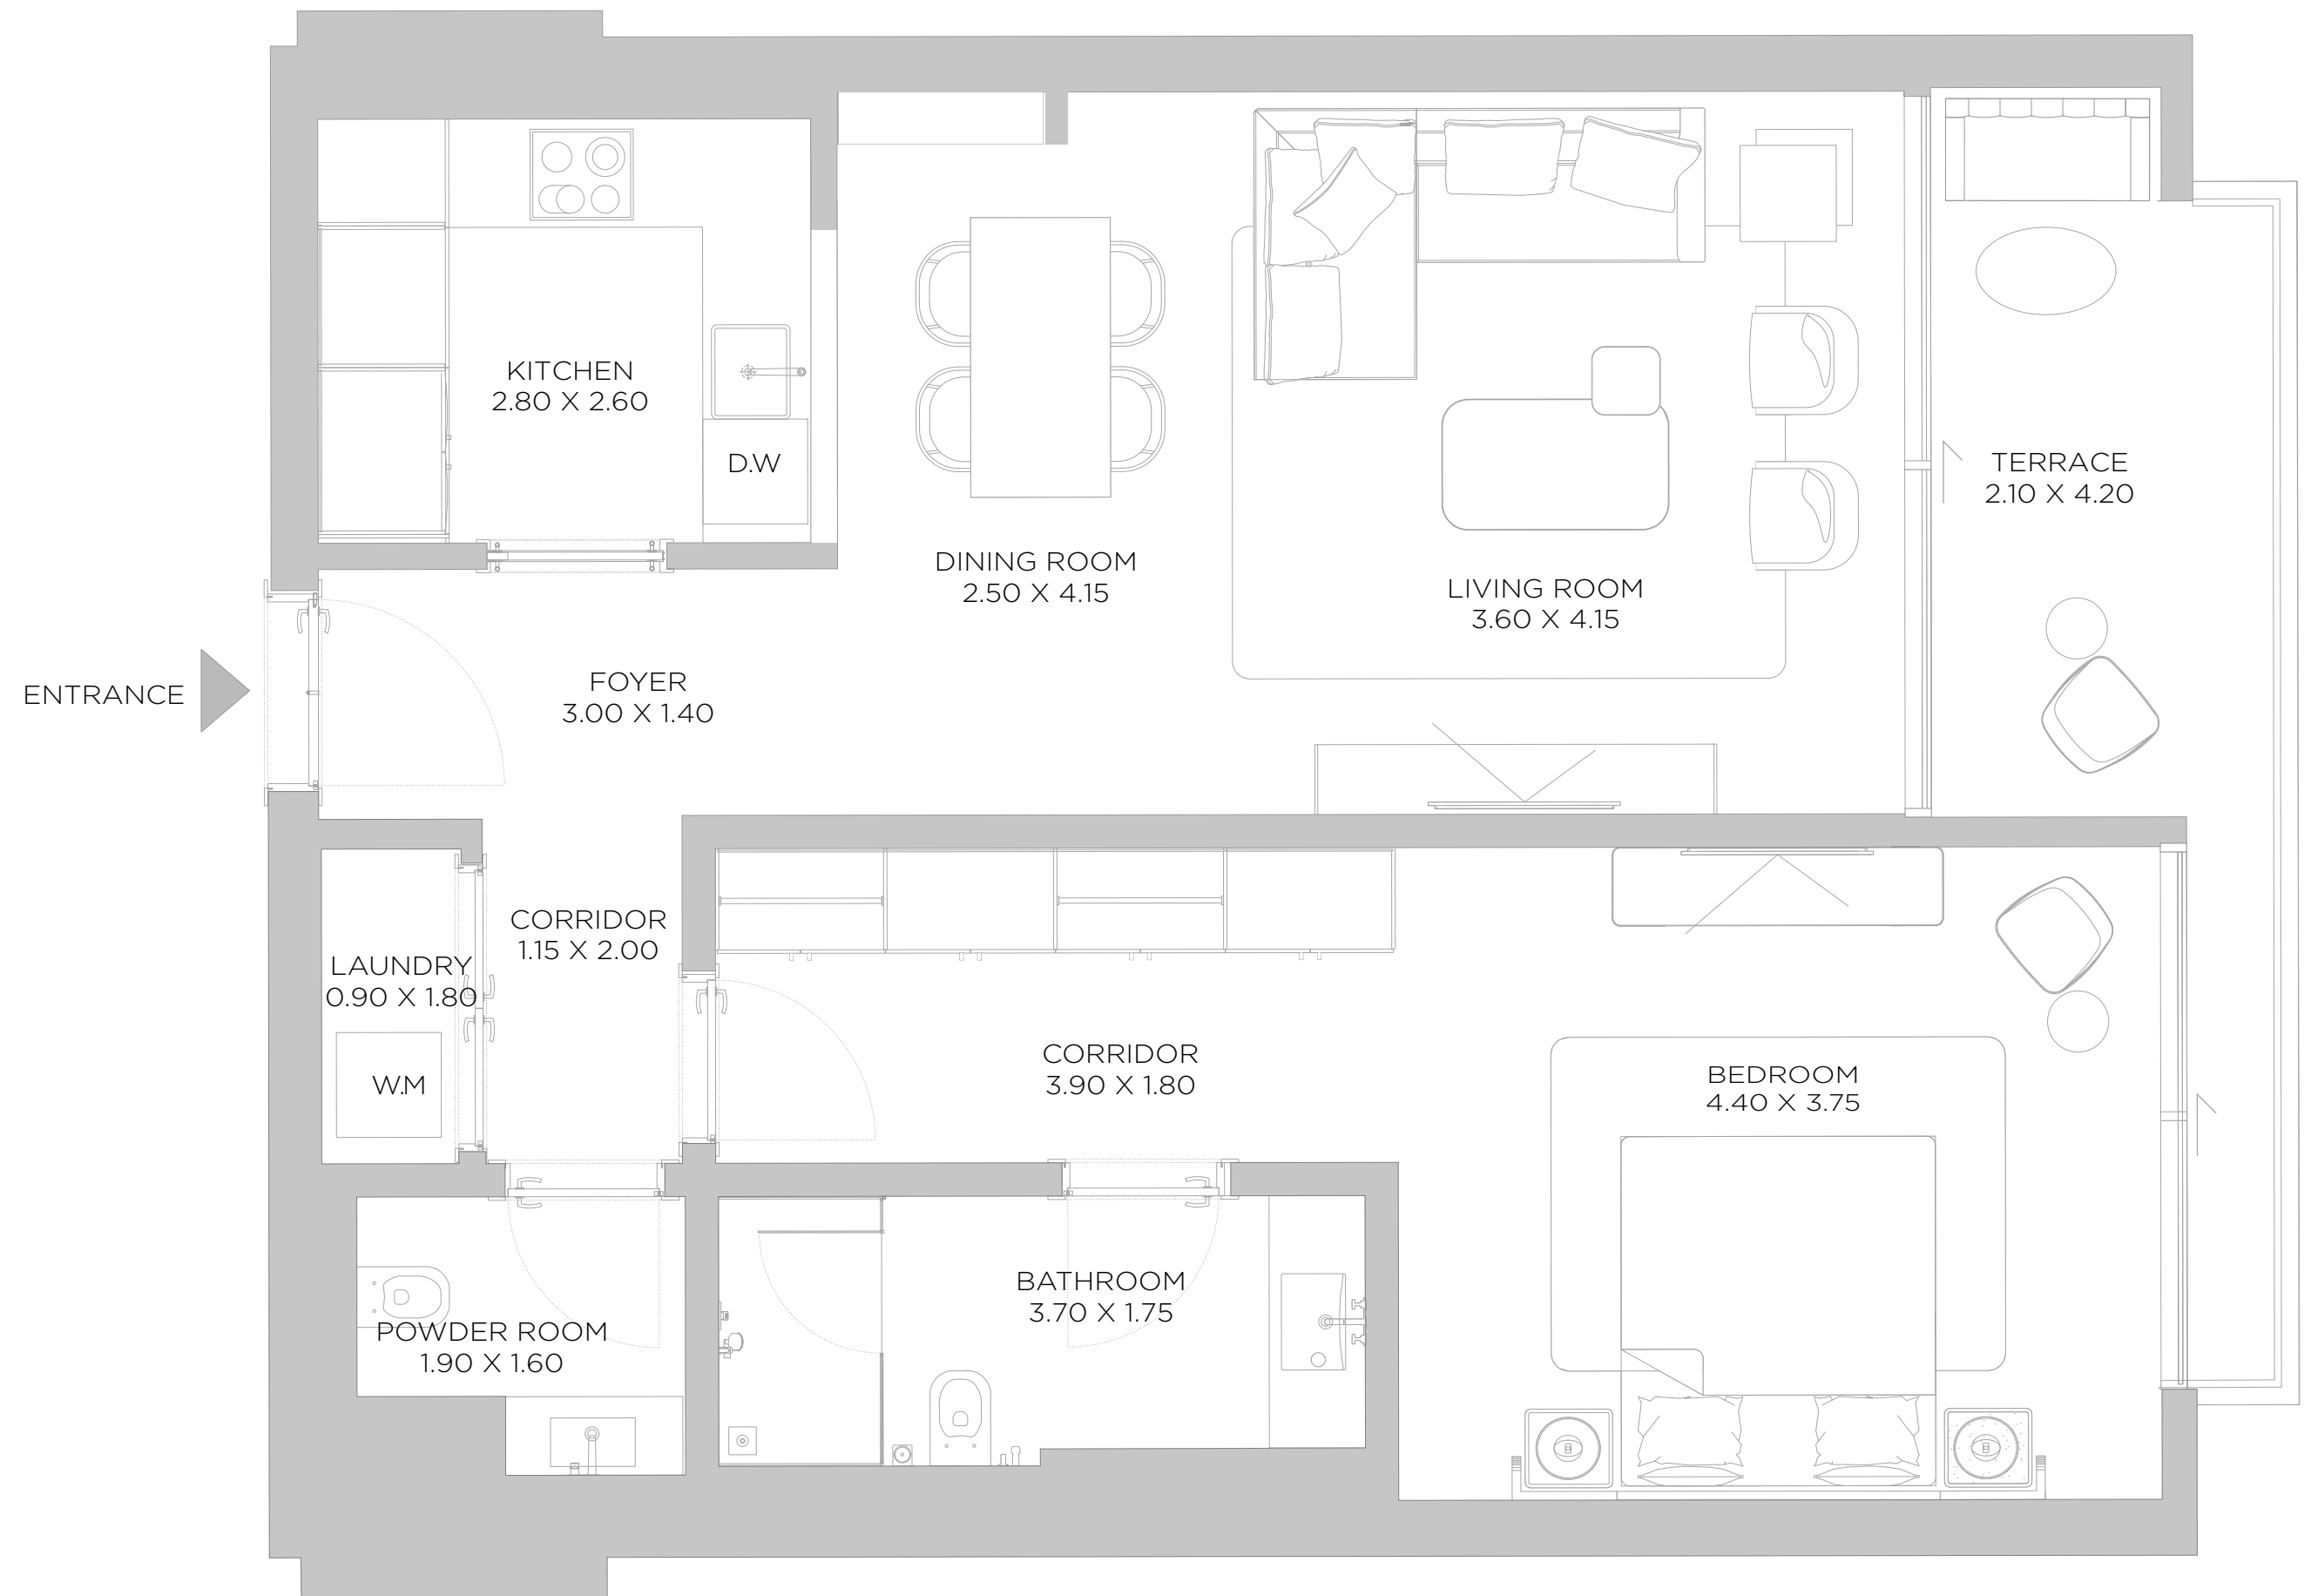 KITCHEN
2.80 X 2.60
D.W
TERRACE
2.10 X 4.20
DINING ROOM
2.50 X 4.15
LIVING ROOM
3.60 X 4.15
ENTRANCE
FOYER
3.00 X 1.40
CORRIDOR
1.15 X 2.00
LAUNDRY
0.90 X 1.80
W.M
CORRIDOR
3.90 X 1.80
BEDROOM
4.40 X 3.75
BATHROOM
3.70 X 1.75
POWDER ROOM
1.90 X 1.60